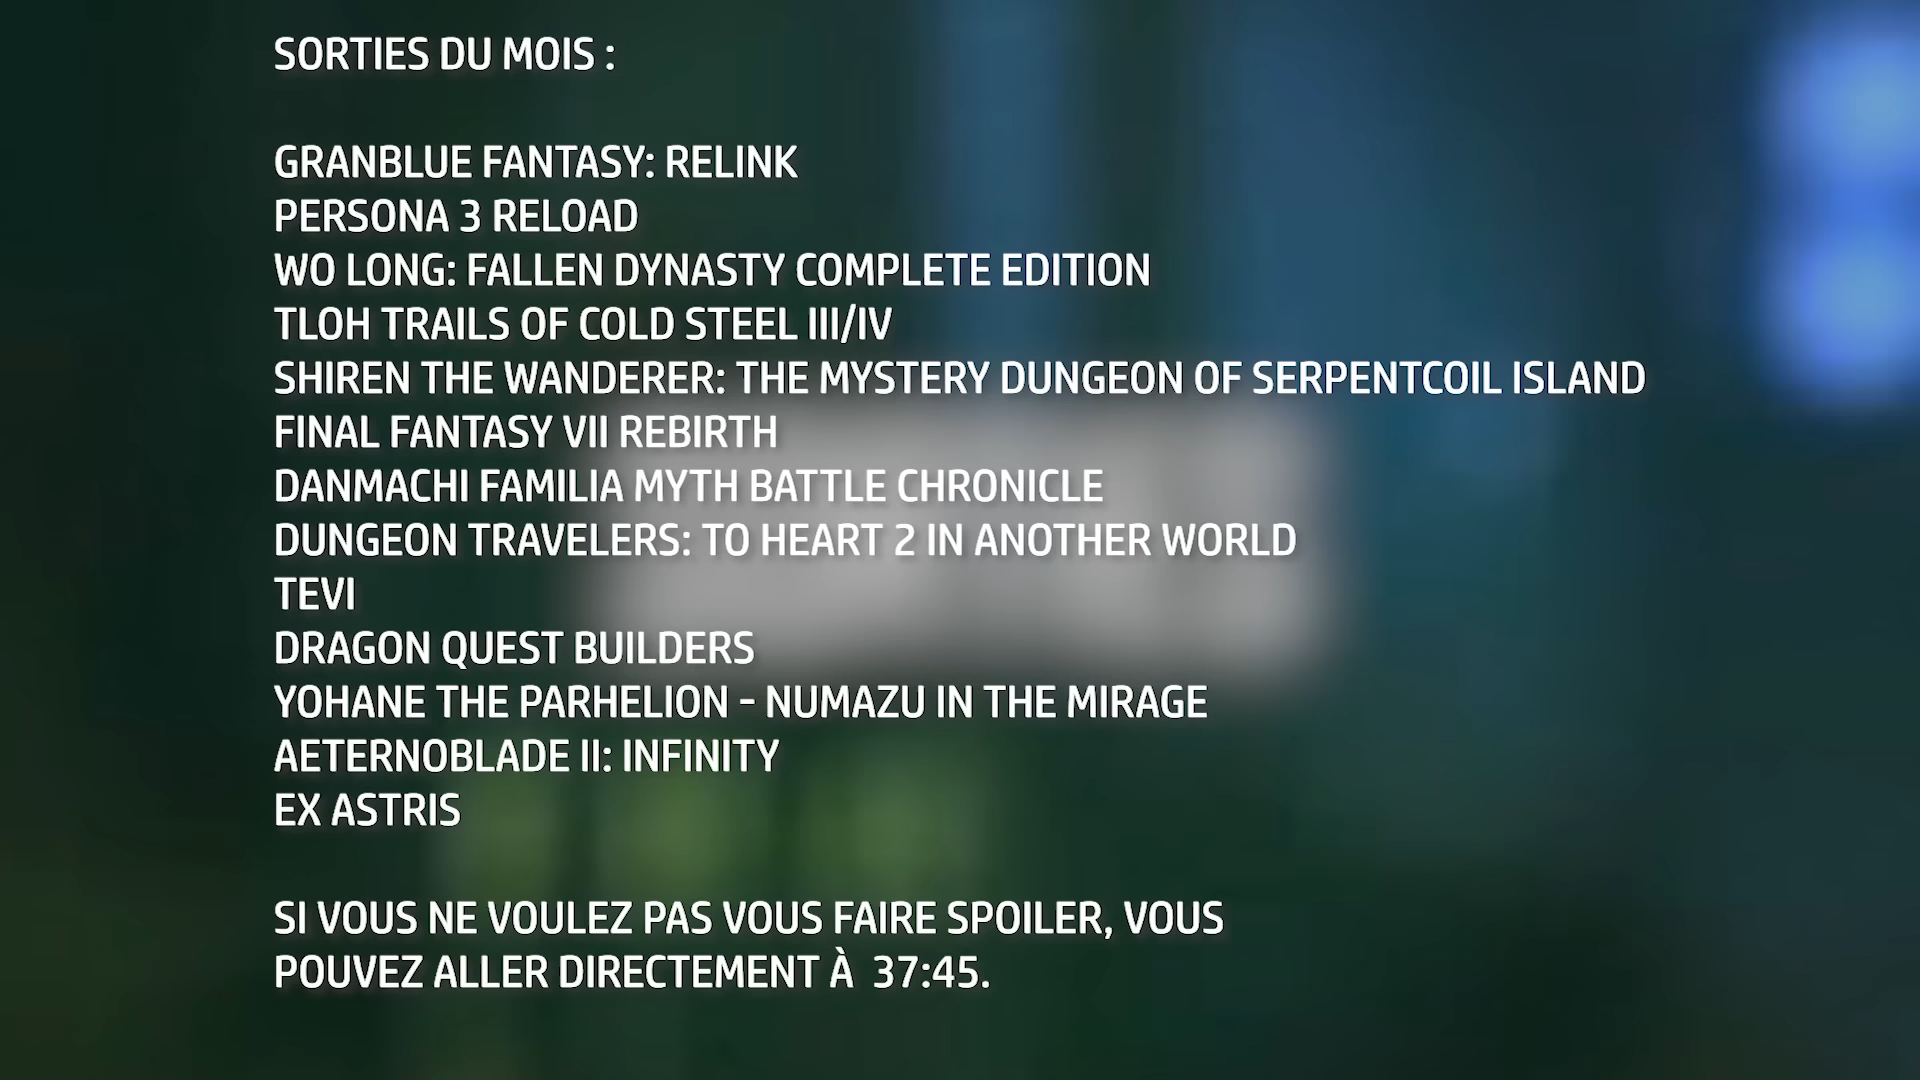 SORTIES DU MOIS :
GRANBLUE FANTASY: RELINK
PERSONA 3 RELOAD
WO LONG: FALLEN DYNASTY COMPLETE EDITION
TLOH TRAILS OF COLD STEEL III/IV
SHIREN THE WANDERER: THE MYSTERY DUNGEON OF SERPENTCOIL ISLAND
FINAL FANTASY VII REBIRTH
DANMACHI FAMILIA MYTH BATTLE CHRONICLE
DUNGEON TRAVELERS: TO HEART 2 IN ANOTHER WORLD
TEVI
DRAGON QUEST BUILDERS
YOHANE THE PARHELION - NUMAZU IN THE MIRAGE
AETERNOBLADE II: INFINITY
EX ASTRIS
SI VOUS NE VOULEZ PAS VOUS FAIRE SPOILER, VOUS
POUVEZ ALLER DIRECTEMENT À  37:45.